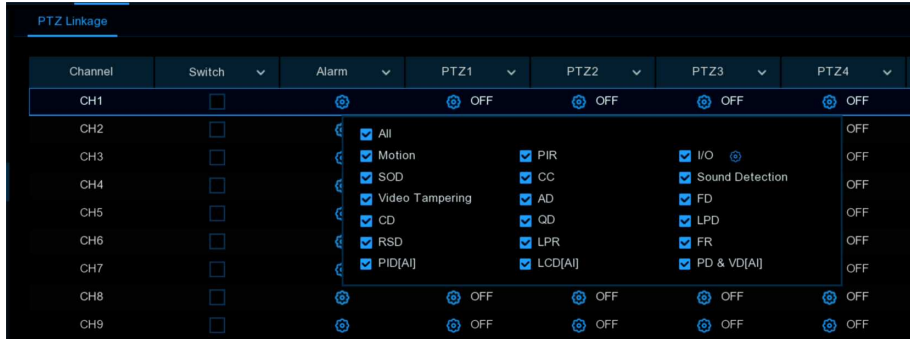 PTZ Linkage
Channel Switch Alarm PTZ1 PTZ2 PTZ3 PTZ4
CH1 OFF OFF OFF OFF
CH2 All OFF
CH3 Motion PIR I/O OFF
CH4 SOD CC Sound Detection OFF
Video Tampering AD FD
CH5 CD QD LPD OFF
CH6 RSD LPR FR OFF
CH7 PID[AI] LCD[AI] PD & VD[AI] OFF
CH8 OFF OFF OFF OFF
CH9 OFF OFF OFF OFF